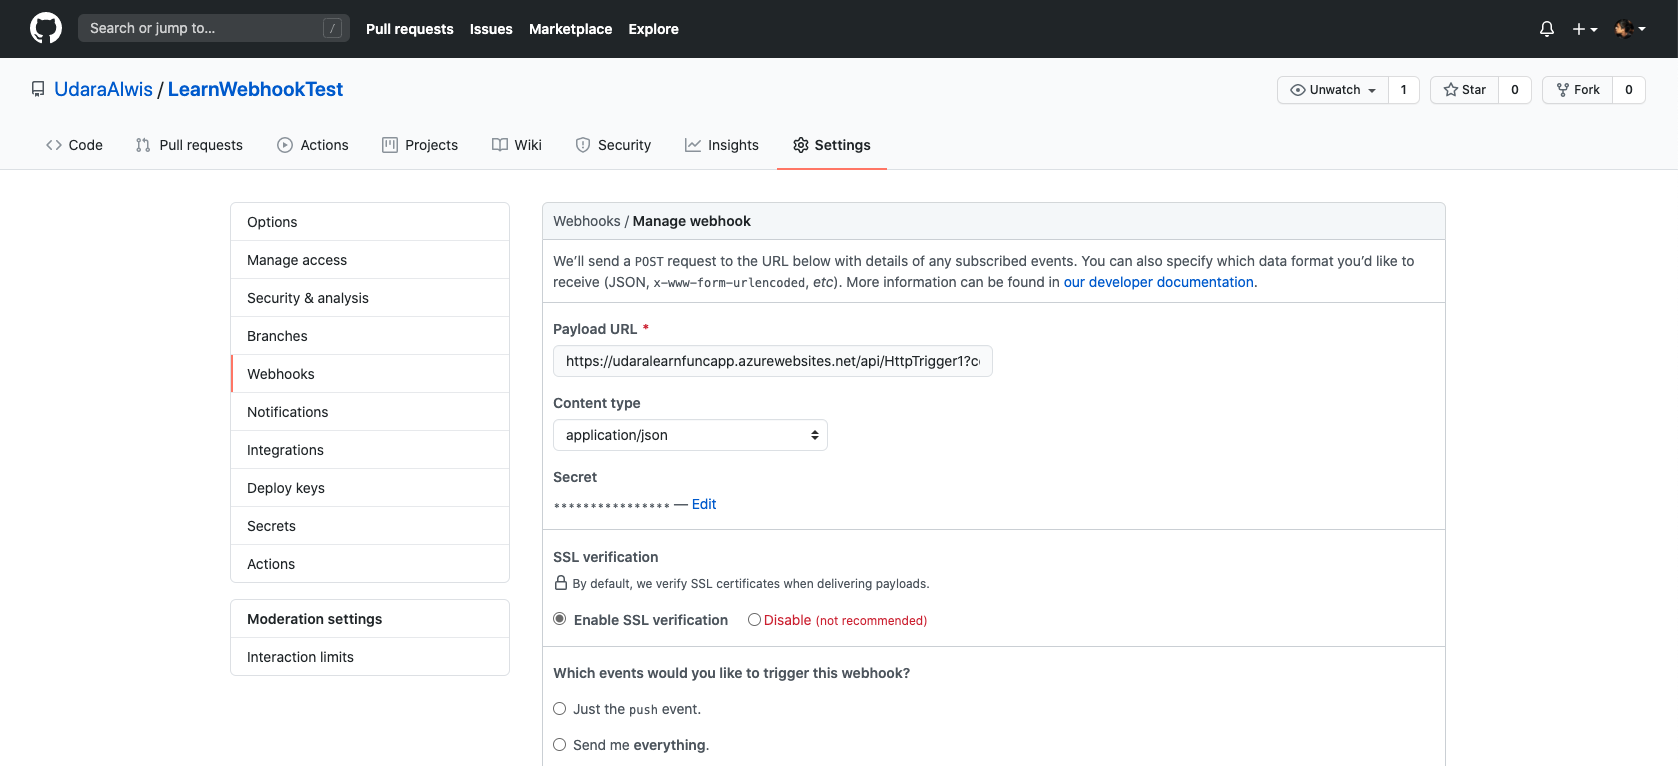 Search or jump to... /
Pull requests Issues Marketplace Explore
UdaraAlwis / LearnWebhookTest
Unwatch 1 Star 0 Fork 0
Code Pull requests Actions Projects Wiki Security Insights Settings
Options
Manage access
Security & analysis
Branches
Webhooks
Notifications
Integrations
Deploy keys
Secrets
Actions
Moderation settings
Interaction limits
Webhooks / Manage webhook
We’ll send a POST request to the URL below with details of any subscribed events. You can also specify which data format you’d like to
receive (JSON, x-www-form-urlencoded, etc). More information can be found in our developer documentation.
Payload URL *
https://udaralearnfuncapp.azurewebsites.net/api/HttpTrigger1?c
Content type
application/json
Secret
**************** — Edit
SSL verification
By default, we verify SSL certificates when delivering payloads.
Enable SSL verification Disable (not recommended)
Which events would you like to trigger this webhook?
Just the push event.
Send me everything.